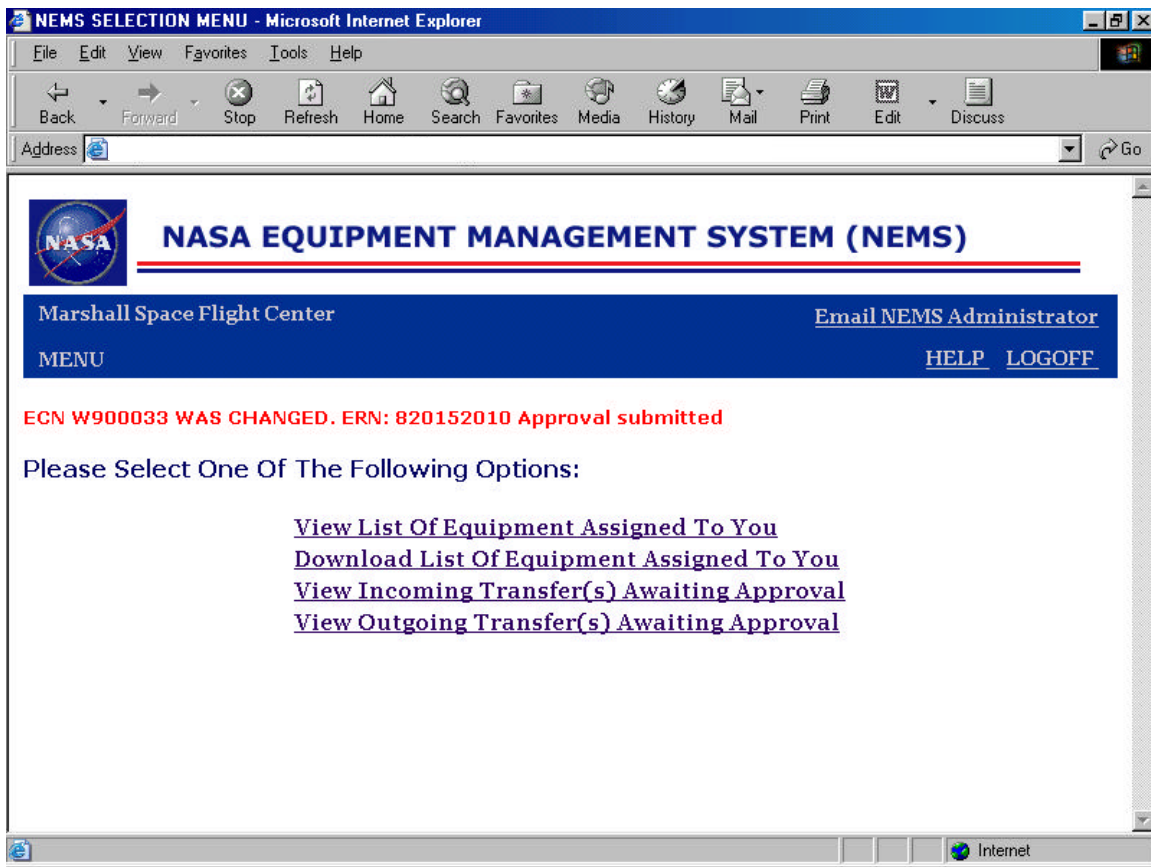 NEMS SELECTION MENU - Microsoft Internet Explorer
File Edit View Favorites Tools Help
Back Forward Stop Refresh Home Search Favorites Media History Mail Print Edit Discuss
Address Go
NASA NASA EQUIPMENT MANAGEMENT SYSTEM (NEMS)
Marshall Space Flight Center Email NEMS Administrator
MENU HELP LOGOFF
ECN W900033 WAS CHANGED. ERN: 820152010 Approval submitted
Please Select One Of The Following Options:
View List Of Equipment Assigned To You
Download List Of Equipment Assigned To You
View Incoming Transfer(s) Awaiting Approval
View Outgoing Transfer(s) Awaiting Approval
Internet